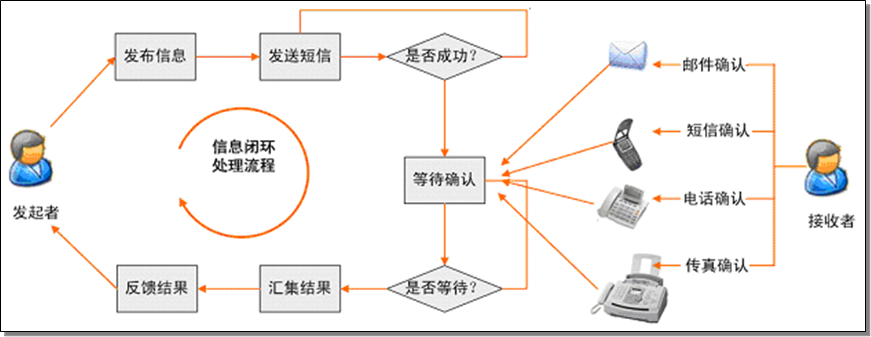 发布信息
发送短信
是否成功?
邮件确认
短信确认
信息闭环
处理流程
等待确认
电话确认
发起者
接收者
传真确认
反馈结果
汇集结果
是否等待?